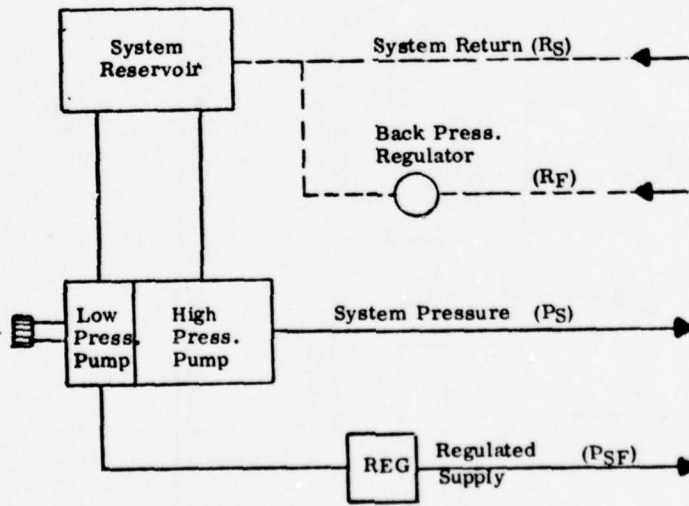 System
Reservoir
System Return (RS)
Back Press.
Regulator
(RF)
Low
Press.
Pump
High
Press.
Pump
System Pressure (PS)
REG
Regulated
Supply
(PSF)